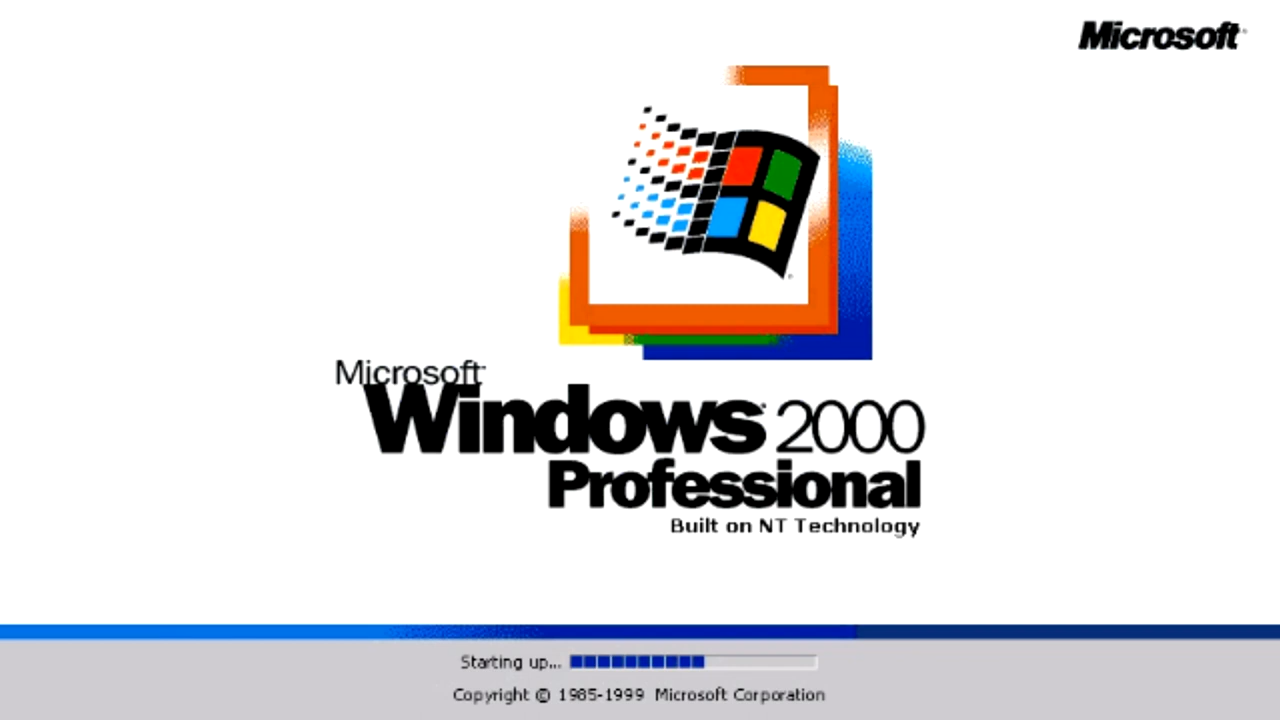 Microsoft
Microsoft
Windows 2000
Professional
Built on NT Technology
Starting up...
Copyright © 1985-1999 Microsoft Corporation